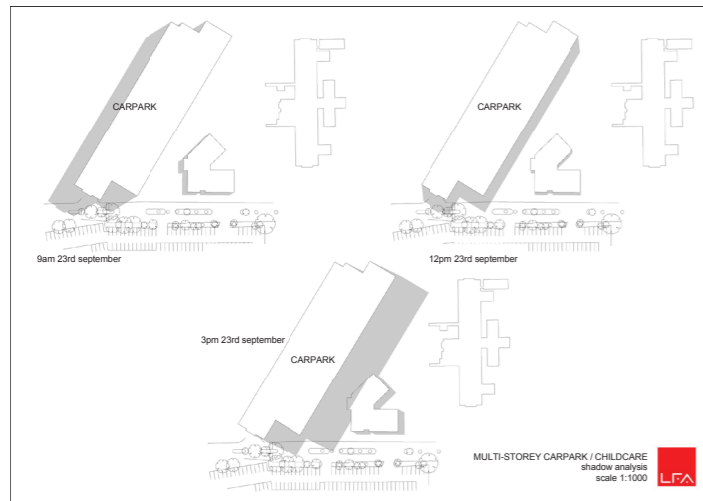 CARPARK
CARPARK
9am 23rd september
12pm 23rd september
3pm 23rd september
CARPARK
MULTI-STOREY CARPARK / CHILDCARE
shadow analysis
scale 1:1000
LFA